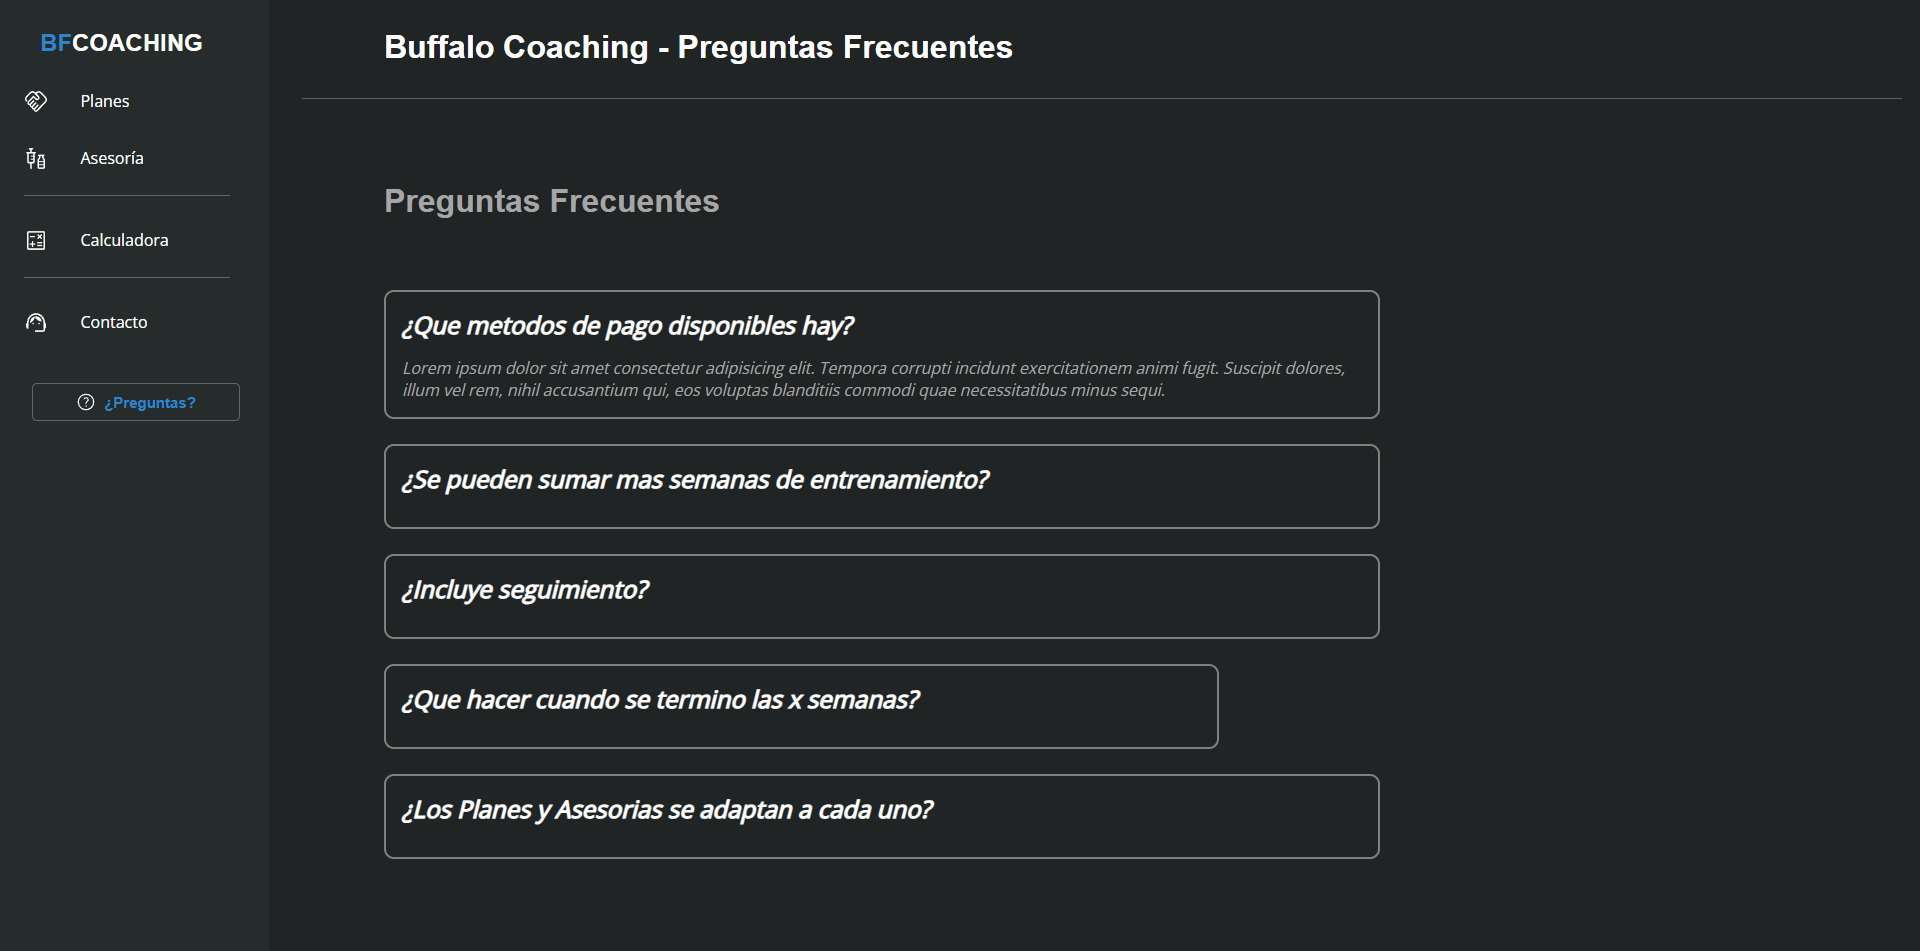 BFCOACHING
Planes
Asesoría
Calculadora
Contacto
¿Preguntas?
Buffalo Coaching - Preguntas Frecuentes
Preguntas Frecuentes
¿Que metodos de pago disponibles hay?
Lorem ipsum dolor sit amet consectetur adipisicing elit. Tempora corrupti incidunt exercitationem animi fugit. Suscipit dolores,
illum vel rem, nihil accusantium qui, eos voluptas blanditiis commodi quae necessitatibus minus sequi.
¿Se pueden sumar mas semanas de entrenamiento?
¿Incluye seguimiento?
¿Que hacer cuando se termino las x semanas?
¿Los Planes y Asesorias se adaptan a cada uno?